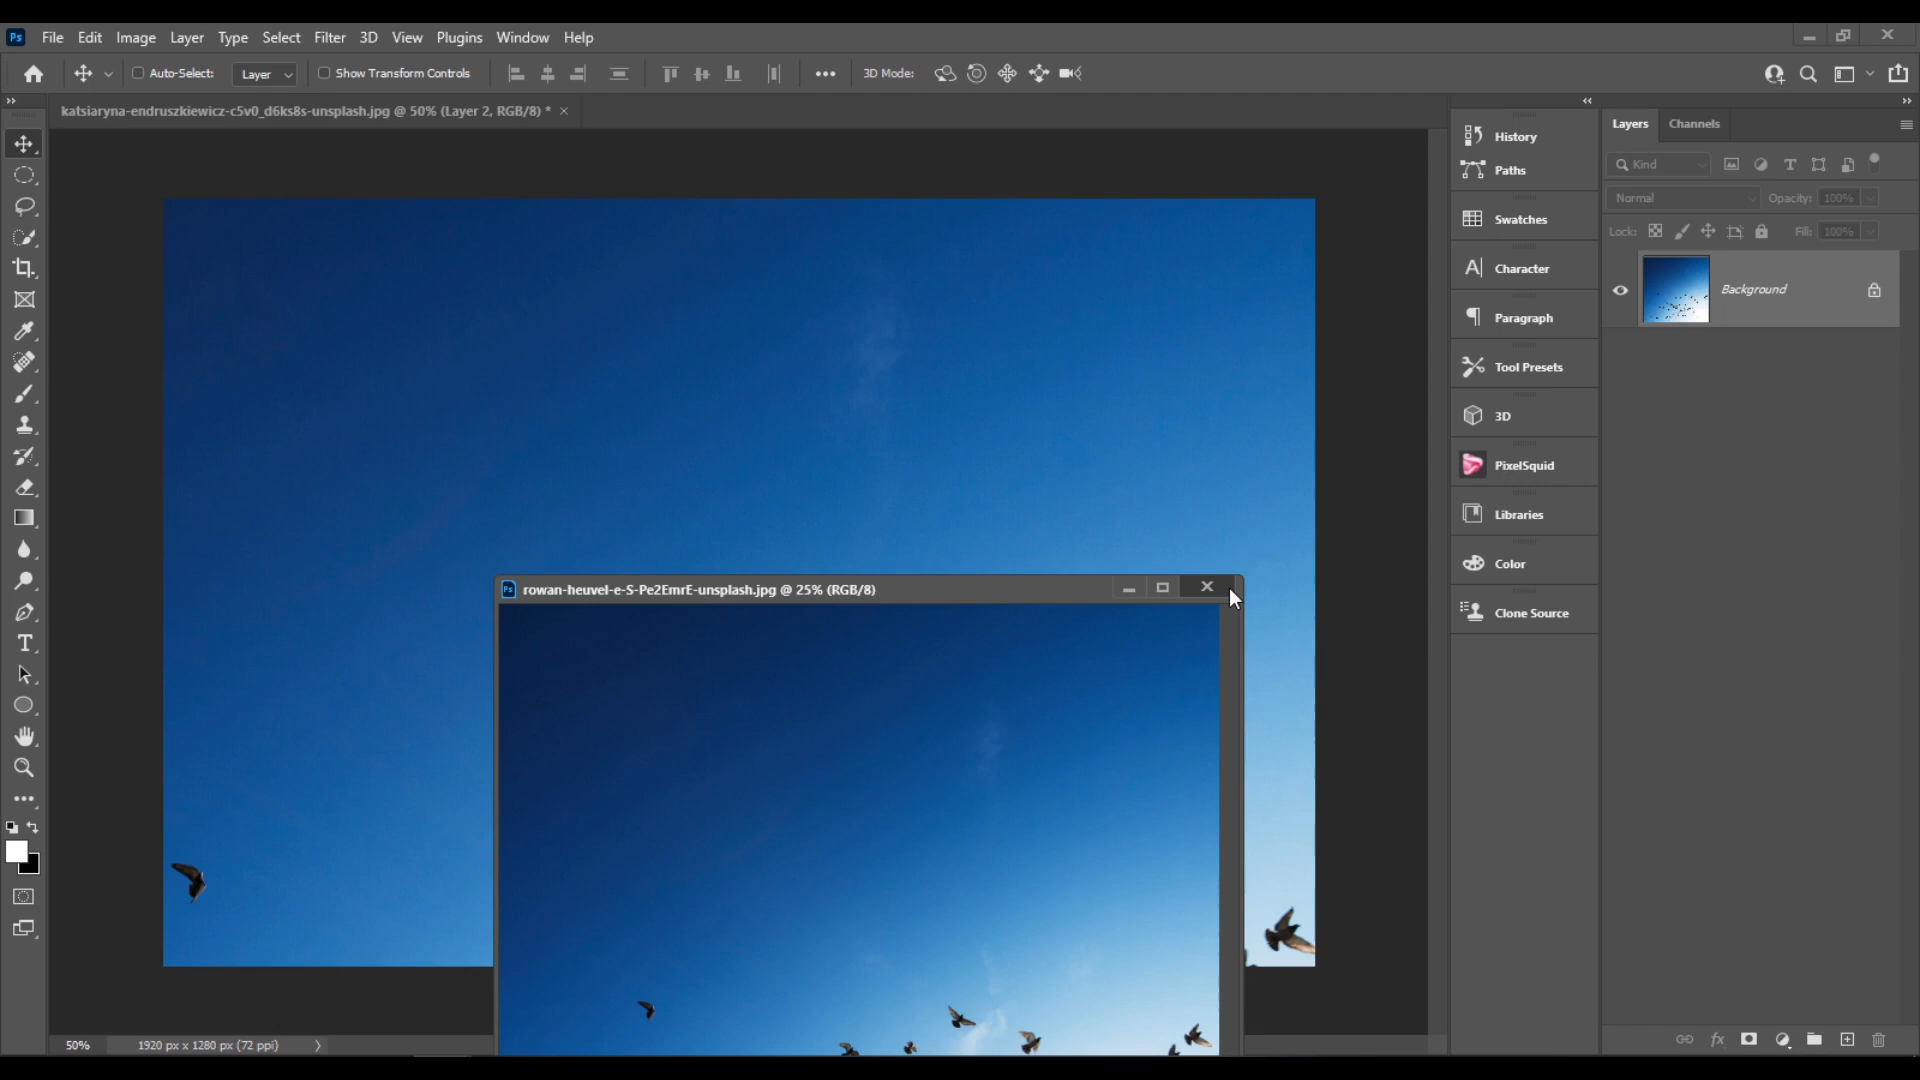 Ps File Edit Image Layer Type Select Filter 3D View Plugins Window Help
Auto-Select: Layer Show Transform Controls 3D Mode:
katsiaryna-endruszkiewicz-c5v0_d6ks8s-unsplash.jpg @ 50% (Layer 2, RGB/8) *
History
Paths
Swatches
Character
Paragraph
Tool Presets
3D
PixelSquid
Libraries
Color
Clone Source
Layers Channels
Kind
Normal Opacity: 100%
Lock: Fill: 100%
Background
Ps rowan-heuvel-e-S-Pe2EmrE-unsplash.jpg @ 25% (RGB/8)
50% 1920 px x 1280 px (72 ppi)
fx